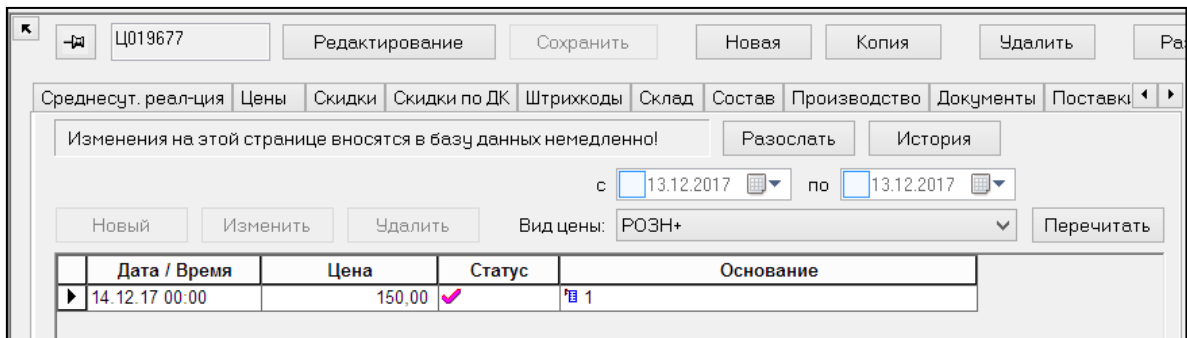 Ц019677 Редактирование Сохранить Новая Копия Удалить
Среднесут. реал-ция Цены Скидки Скидки по ДК Штрихкоды Склад Состав Производство Документы
Изменения на этой странице вносятся в базу данных немедленно! Разослать История
с 13.12.2017 по 13.12.2017
Новый Изменить Удалить Вид цены: РОЗН+ Перечитать
Дата / Время Цена Статус Основание
14.12.17 00:00 150,00 1